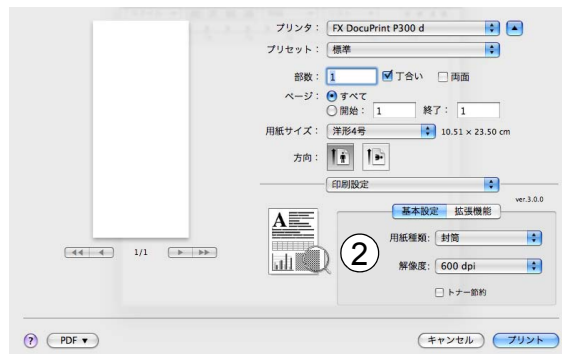 プリンタ： FX DocuPrint P300 d
プリセット： 標準
部数： 1 丁合い 両面
ページ： すべて
開始： 1 終了： 1
用紙サイズ： 洋形4号 10.51 × 23.50 cm
方向：
印刷設定
ver.3.0.0
基本設定 拡張機能
用紙種類: 封筒
2
解像度: 600 dpi
トナー節約
1/1
? PDF ▼ キャンセル プリント